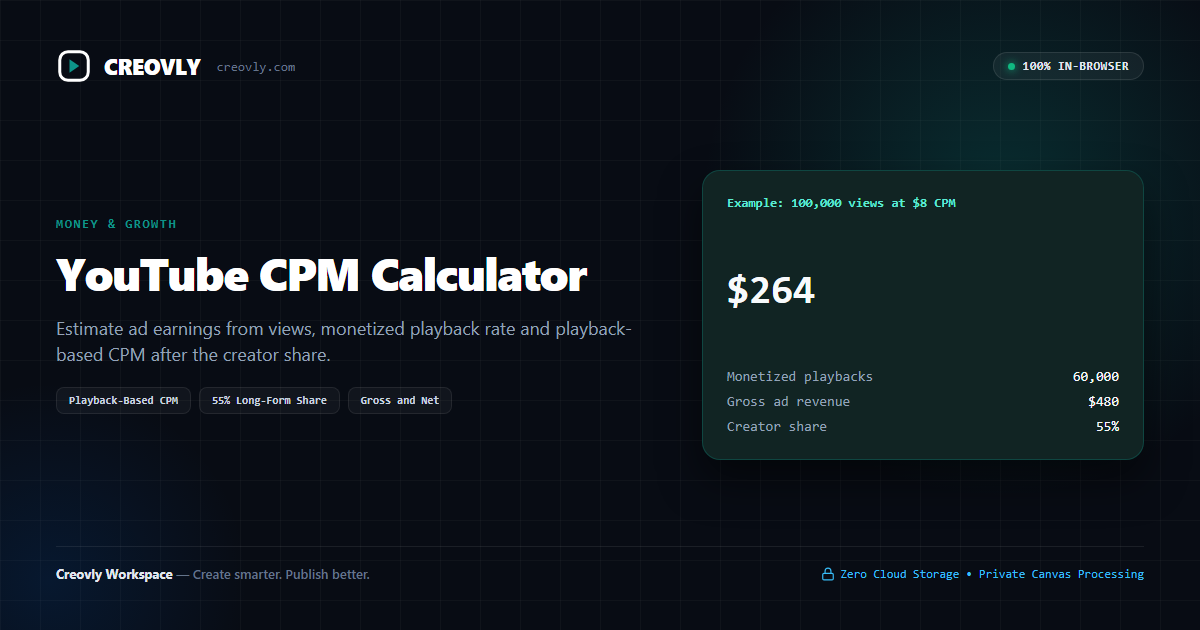 CREOVLY creovly.com
100% IN-BROWSER
MONEY & GROWTH
YouTube CPM Calculator
Estimate ad earnings from views, monetized playback rate and playback-
based CPM after the creator share.
Playback-Based CPM 55% Long-Form Share Gross and Net
Example: 100,000 views at $8 CPM
$264
Monetized playbacks 60,000
Gross ad revenue $480
Creator share 55%
Creovly Workspace — Create smarter. Publish better.
Zero Cloud Storage • Private Canvas Processing